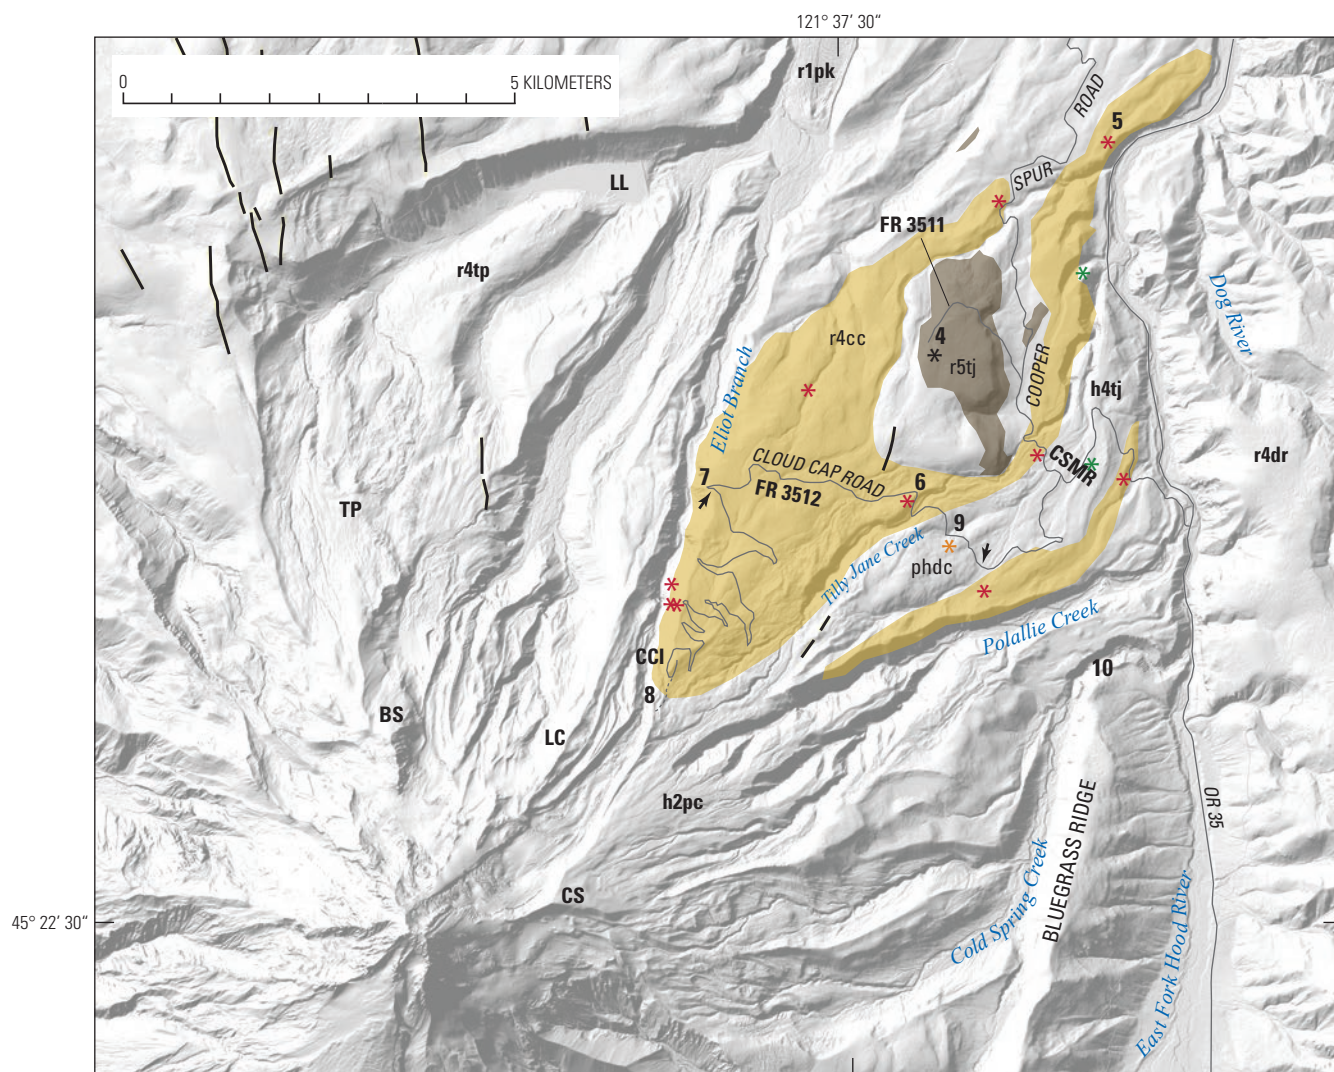 121° 37′ 30″
0
5 KILOMETERS
r1pk
ROAD
5
LL
SPUR
FR 3511
r4tp
Dog River
r4cc
4
r5tj
Eliot Branch
COOPER
h4tj
CLOUD CAP ROAD
CSMR
r4dr
7
6
FR 3512
TP
9
Tilly Jane Creek
phdc
Polallie Creek
CCI
10
8
BS
LC
h2pc
OR 35
BLUEGRASS RIDGE
CS
Cold Spring Creek
45° 22′ 30″
East Fork Hood River